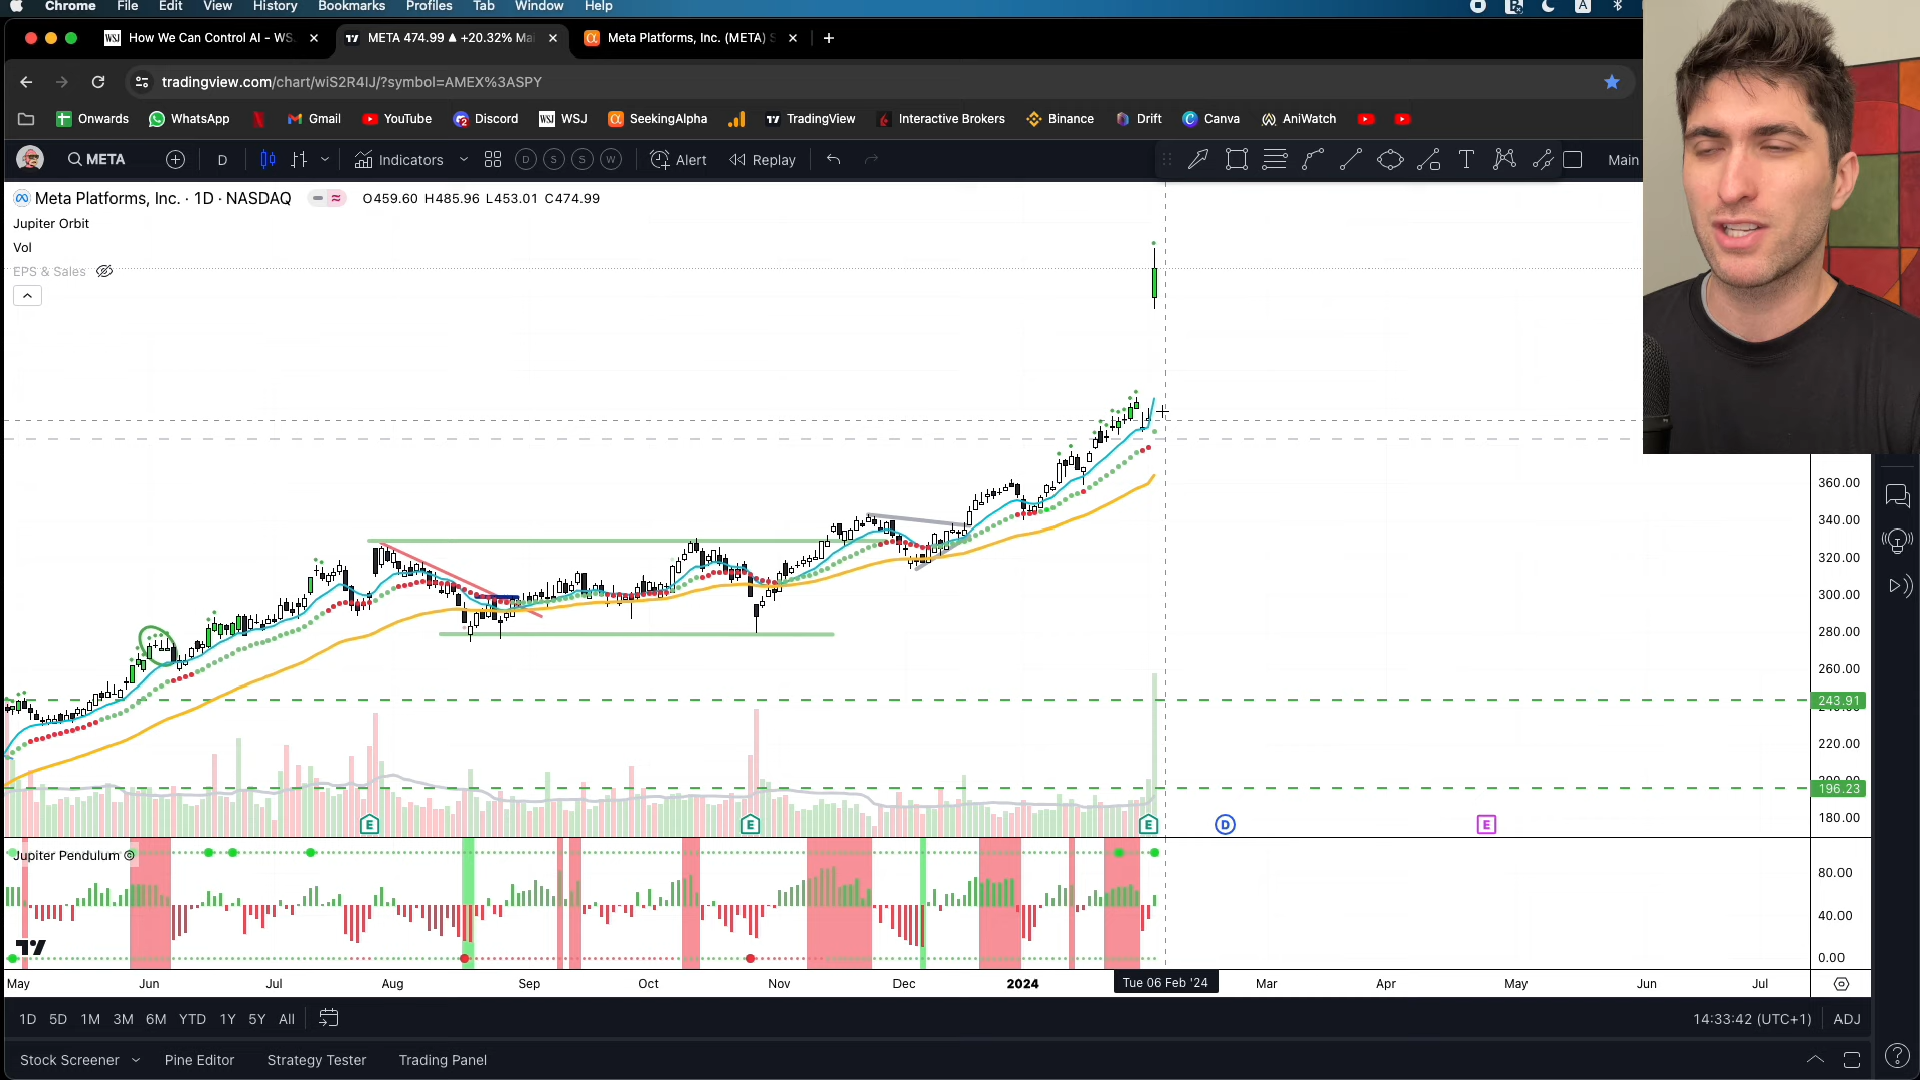 Chrome File Edit View History Bookmarks Profiles Tab Window Help A
WSJ How We Can Control AI – WS META 474.99 ▲ +20.32% Ma Meta Platforms, Inc. (META) S
tradingview.com/chart/wiS2R4IJ/?symbol=AMEX%3ASPY
Onwards WhatsApp Gmail YouTube Discord WSJ SeekingAlpha TradingView Interactive Brokers Binance Drift Canva AniWatch
META D Indicators D S S W Alert Replay Main
Meta Platforms, Inc. · 1D · NASDAQ O459.60 H485.96 L453.01 C474.99
Jupiter Orbit
Vol
EPS & Sales
360.00
340.00
320.00
300.00
280.00
260.00
243.91
220.00
196.23
180.00
E E E D E
Jupiter Pendulum
80.00
40.00
0.00
May Jun Jul Aug Sep Oct Nov Dec 2024 Tue 06 Feb '24 Mar Apr May Jun Jul
1D 5D 1M 3M 6M YTD 1Y 5Y All 14:33:42 (UTC+1) ADJ
Stock Screener Pine Editor Strategy Tester Trading Panel